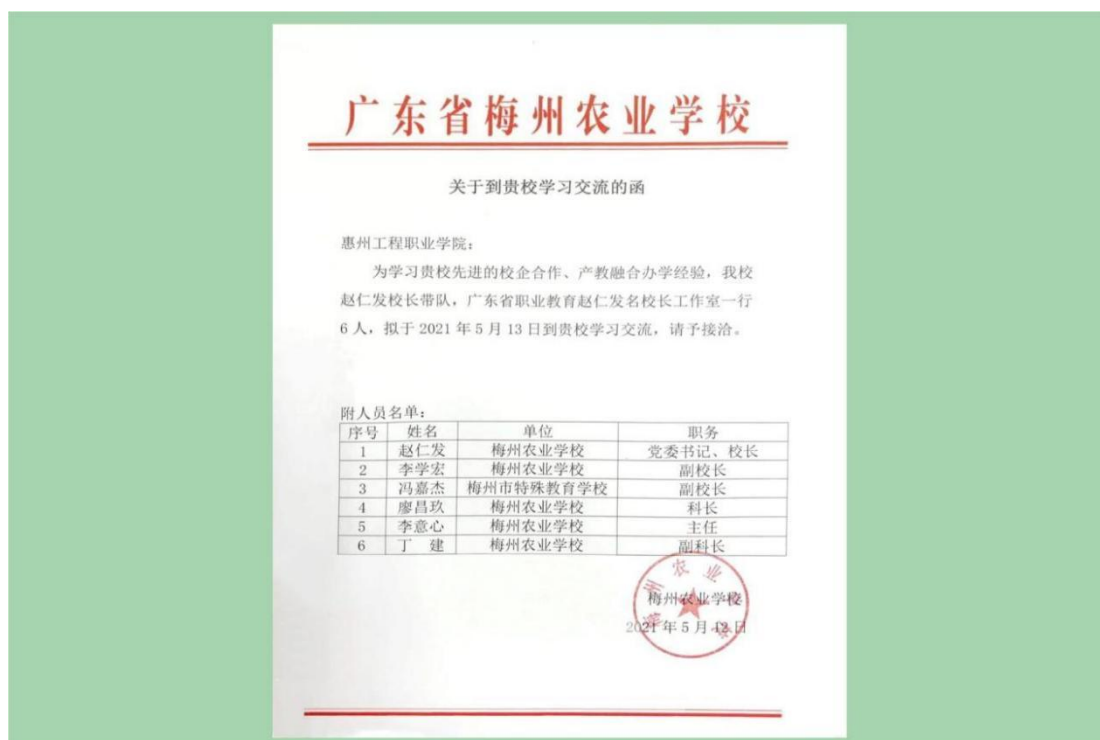 广东省梅州农业学校
关于到贵校学习交流的函
惠州工程职业学院：
为学习贵校先进的校企合作、产教融合办学经验，我校
赵仁发校长带队，广东省职业教育赵仁发名校长工作室一行
6人，拟于2021年5月13日到贵校学习交流，请予接洽。
附人员名单：
序号 姓名 单位 职务
1 赵仁发 梅州农业学校 党委书记、校长
2 李学宏 梅州农业学校 副校长
3 冯嘉杰 梅州市特殊教育学校 副校长
4 廖昌玖 梅州农业学校 科长
5 李意心 梅州农业学校 主任
6 丁 建 梅州农业学校 副科长
梅州农业学校
2021年5月12日